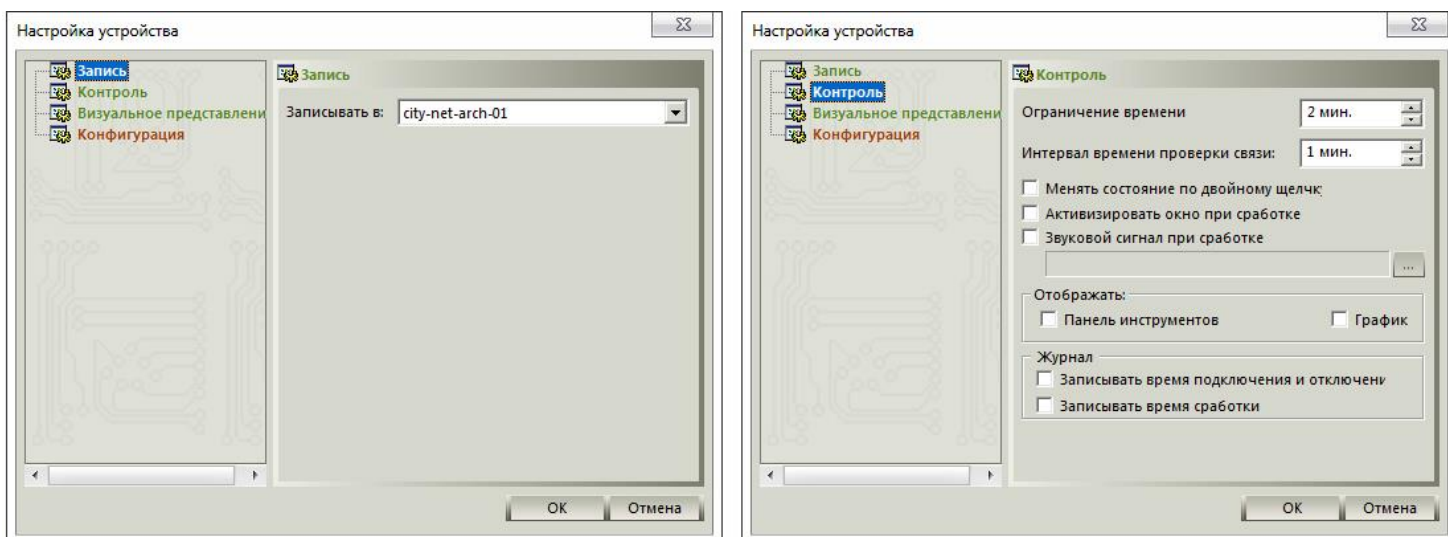 Настройка устройства
Запись
Контроль
Визуальное представлени
Конфигурация
Запись
Записывать в: city-net-arch-01
OK Отмена
Настройка устройства
Запись
Контроль
Визуальное представлени
Конфигурация
Контроль
Ограничение времени 2 мин.
Интервал времени проверки связи: 1 мин.
Менять состояние по двойному щелчк
Активизировать окно при сработке
Звуковой сигнал при сработке
...
Отображать:
Панель инструментов График
Журнал
Записывать время подключения и отключени
Записывать время сработки
OK Отмена